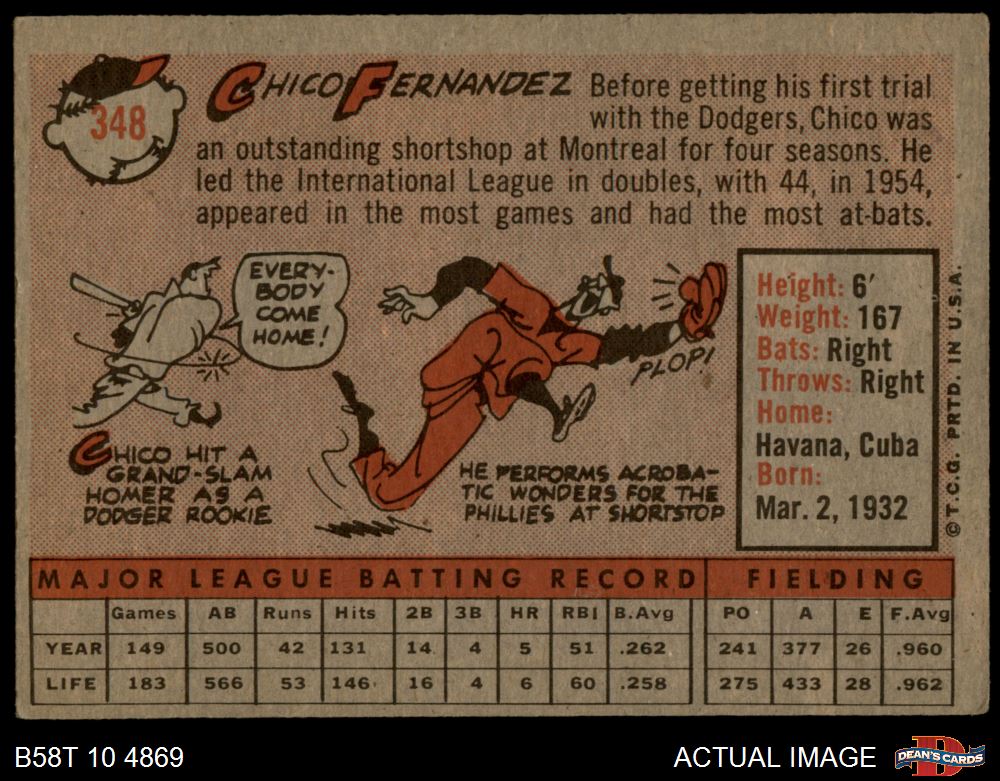 348
CHICO FERNANDEZ Before getting his first trial
with the Dodgers, Chico was
an outstanding shortshop at Montreal for four seasons. He
led the International League in doubles, with 44, in 1954,
appeared in the most games and had the most at-bats.
EVERY-
BODY
COME
HOME!
CHICO HIT A
GRAND-SLAM
HOMER AS A
DODGER ROOKIE
PLOP!
HE PERFORMS ACROBA-
TIC WONDERS FOR THE
PHILLIES AT SHORTSTOP
Height: 6'
Weight: 167
Bats: Right
Throws: Right
Home:
Havana, Cuba
Born:
Mar. 2, 1932
© T.C.G. PRTD. IN U.S.A.
MAJOR LEAGUE BATTING RECORD FIELDING
Games AB Runs Hits 2B 3B HR RBI B.Avg PO A E F.Avg
YEAR 149 500 42 131 14 4 5 51 .262 241 377 26 .960
LIFE 183 566 53 146 16 4 6 60 .258 275 433 28 .962
B58T 10 4869 ACTUAL IMAGE
D
DEAN'S CARDS